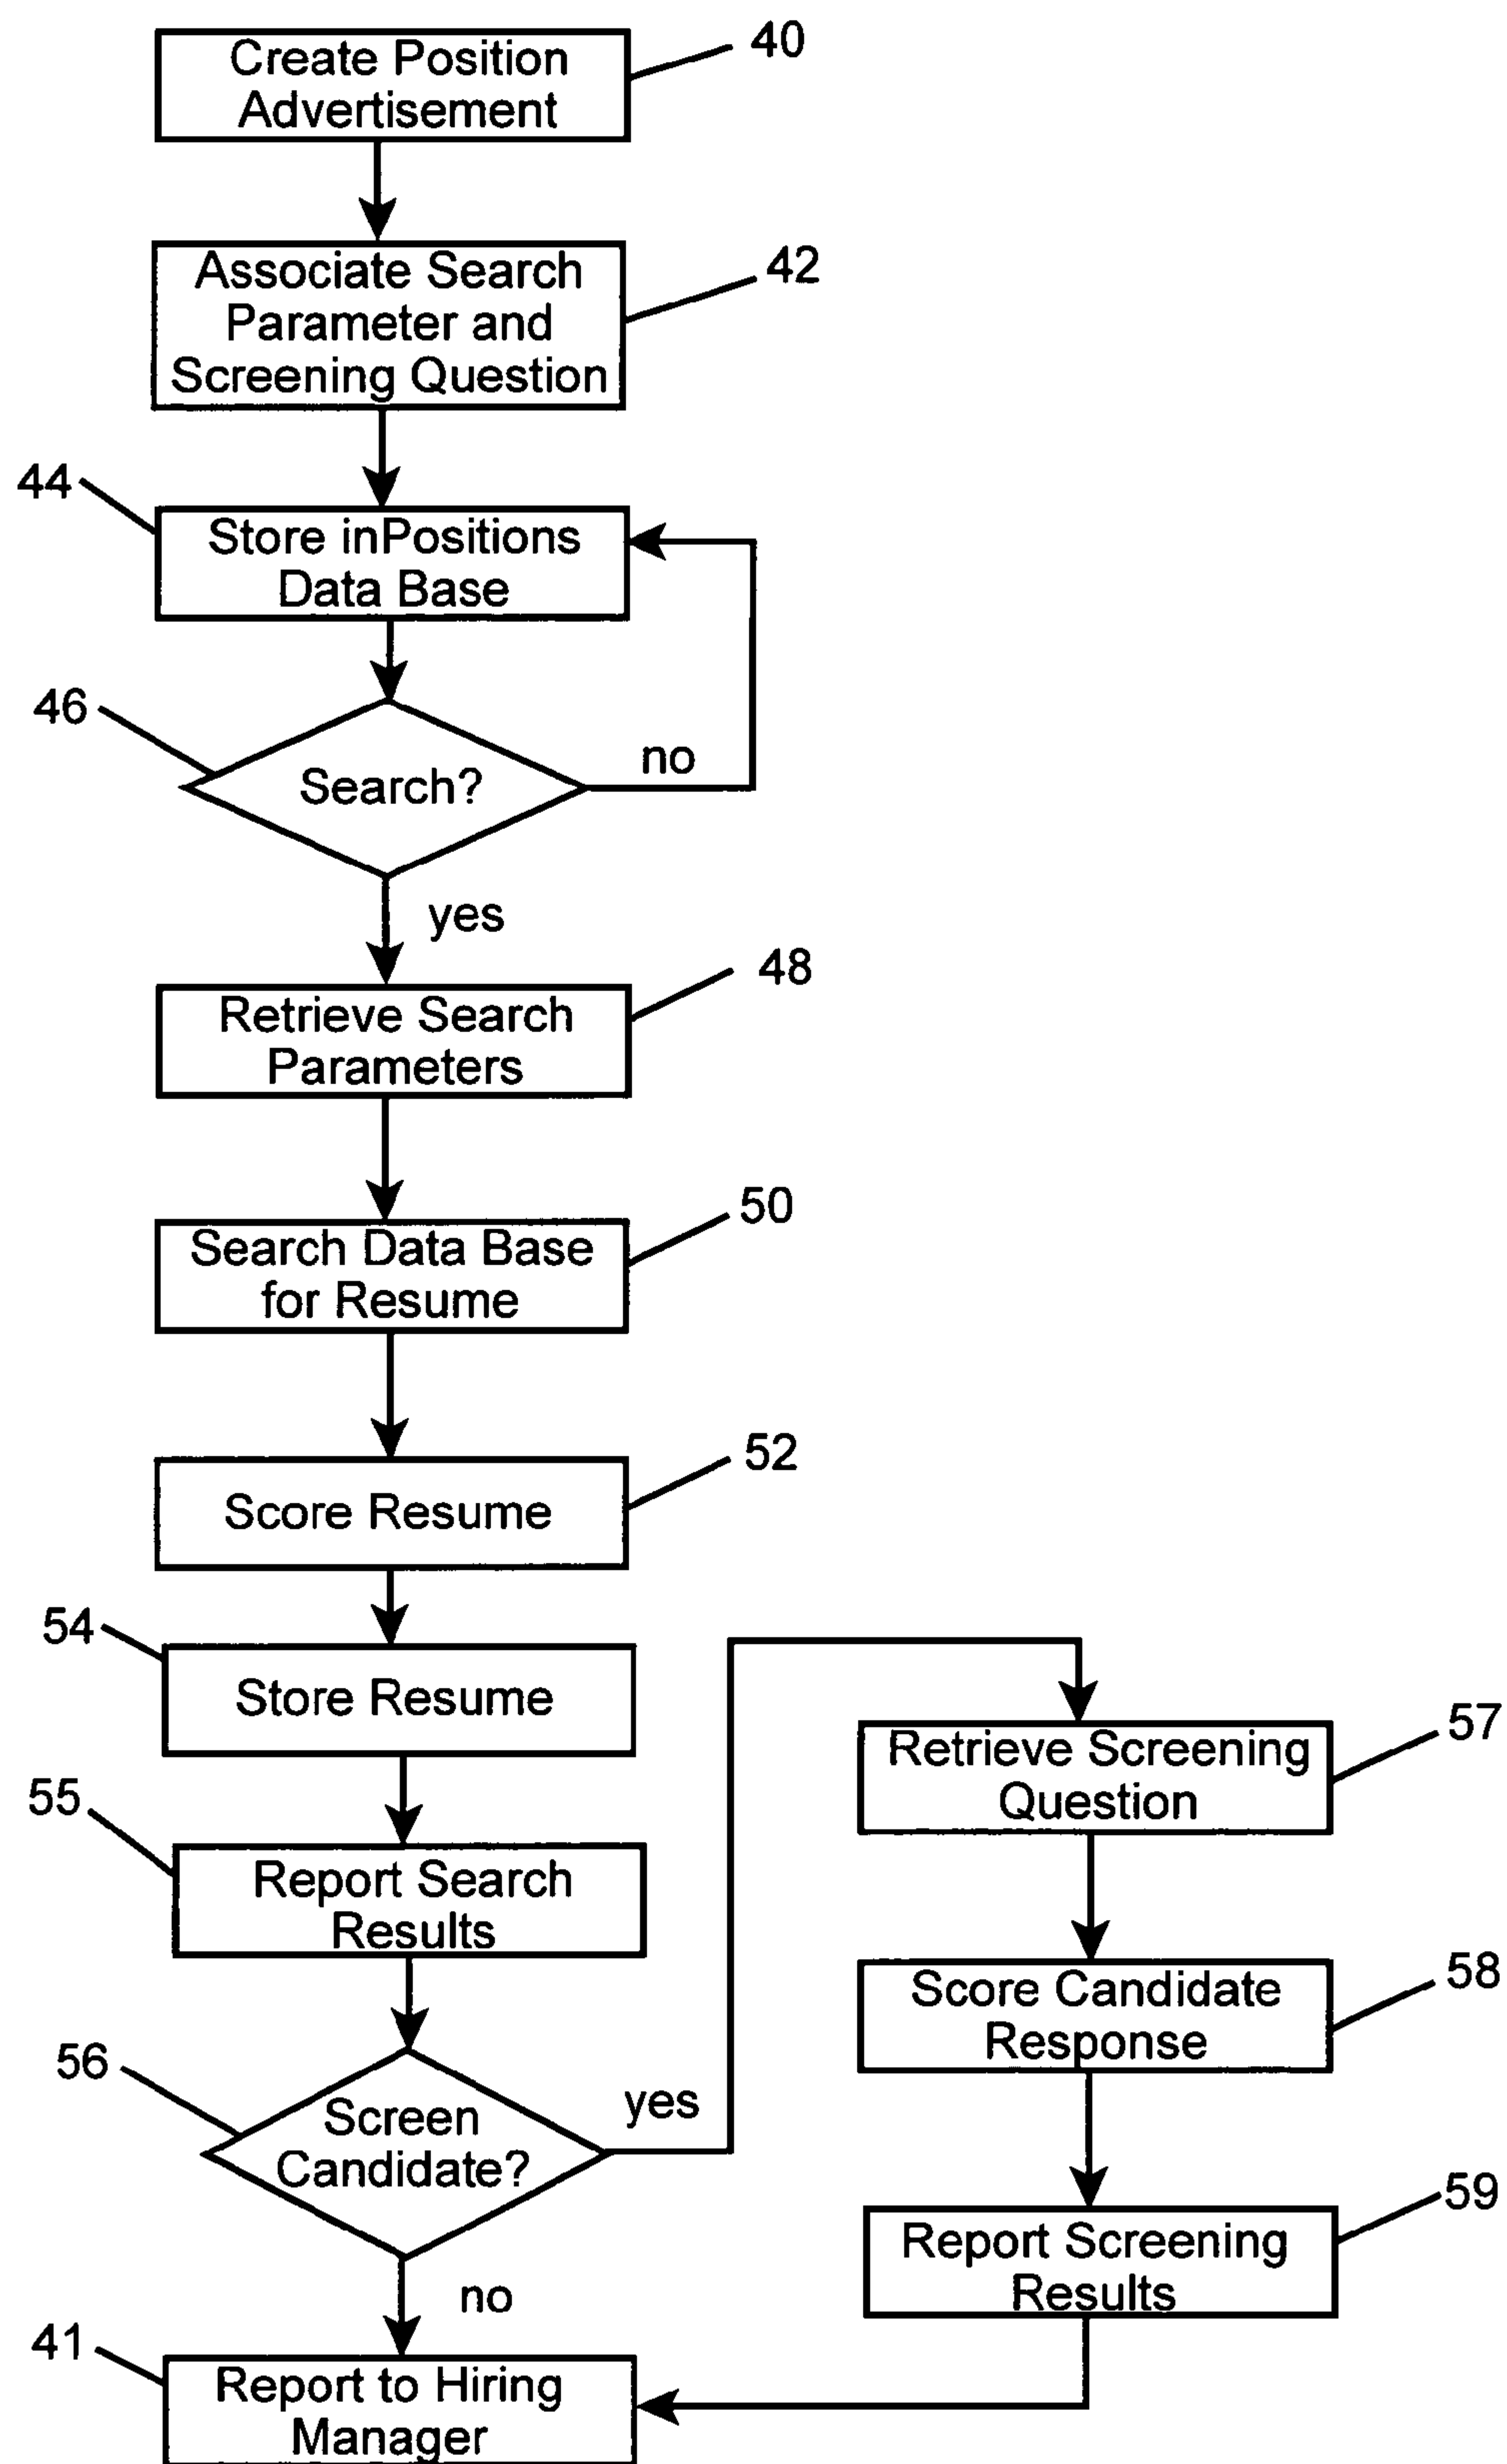 Create Position
Advertisement
40
Associate Search
Parameter and
Screening Question
42
44
Store inPositions
Data Base
46
Search?
no
yes
48
Retrieve Search
Parameters
50
Search Data Base
for Resume
52
Score Resume
54
Store Resume
55
Report Search
Results
56
Screen
Candidate?
yes
no
57
Retrieve Screening
Question
58
Score Candidate
Response
59
Report Screening
Results
41
Report to Hiring
Manager